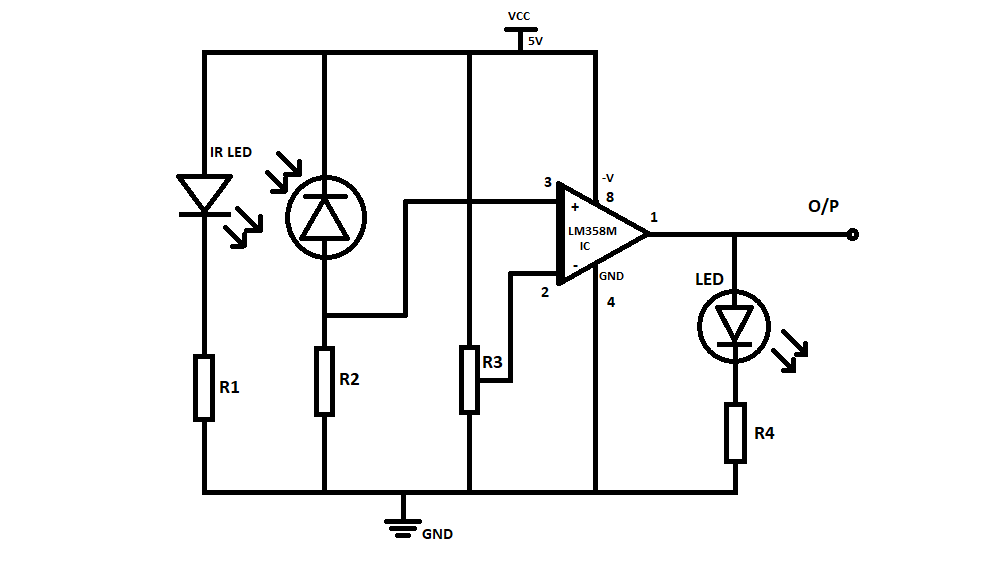 VCC
5V
IR LED
3
-V
8
+
LM358M
IC
1
O/P
-
GND
2
4
LED
R3
R1
R2
R4
GND